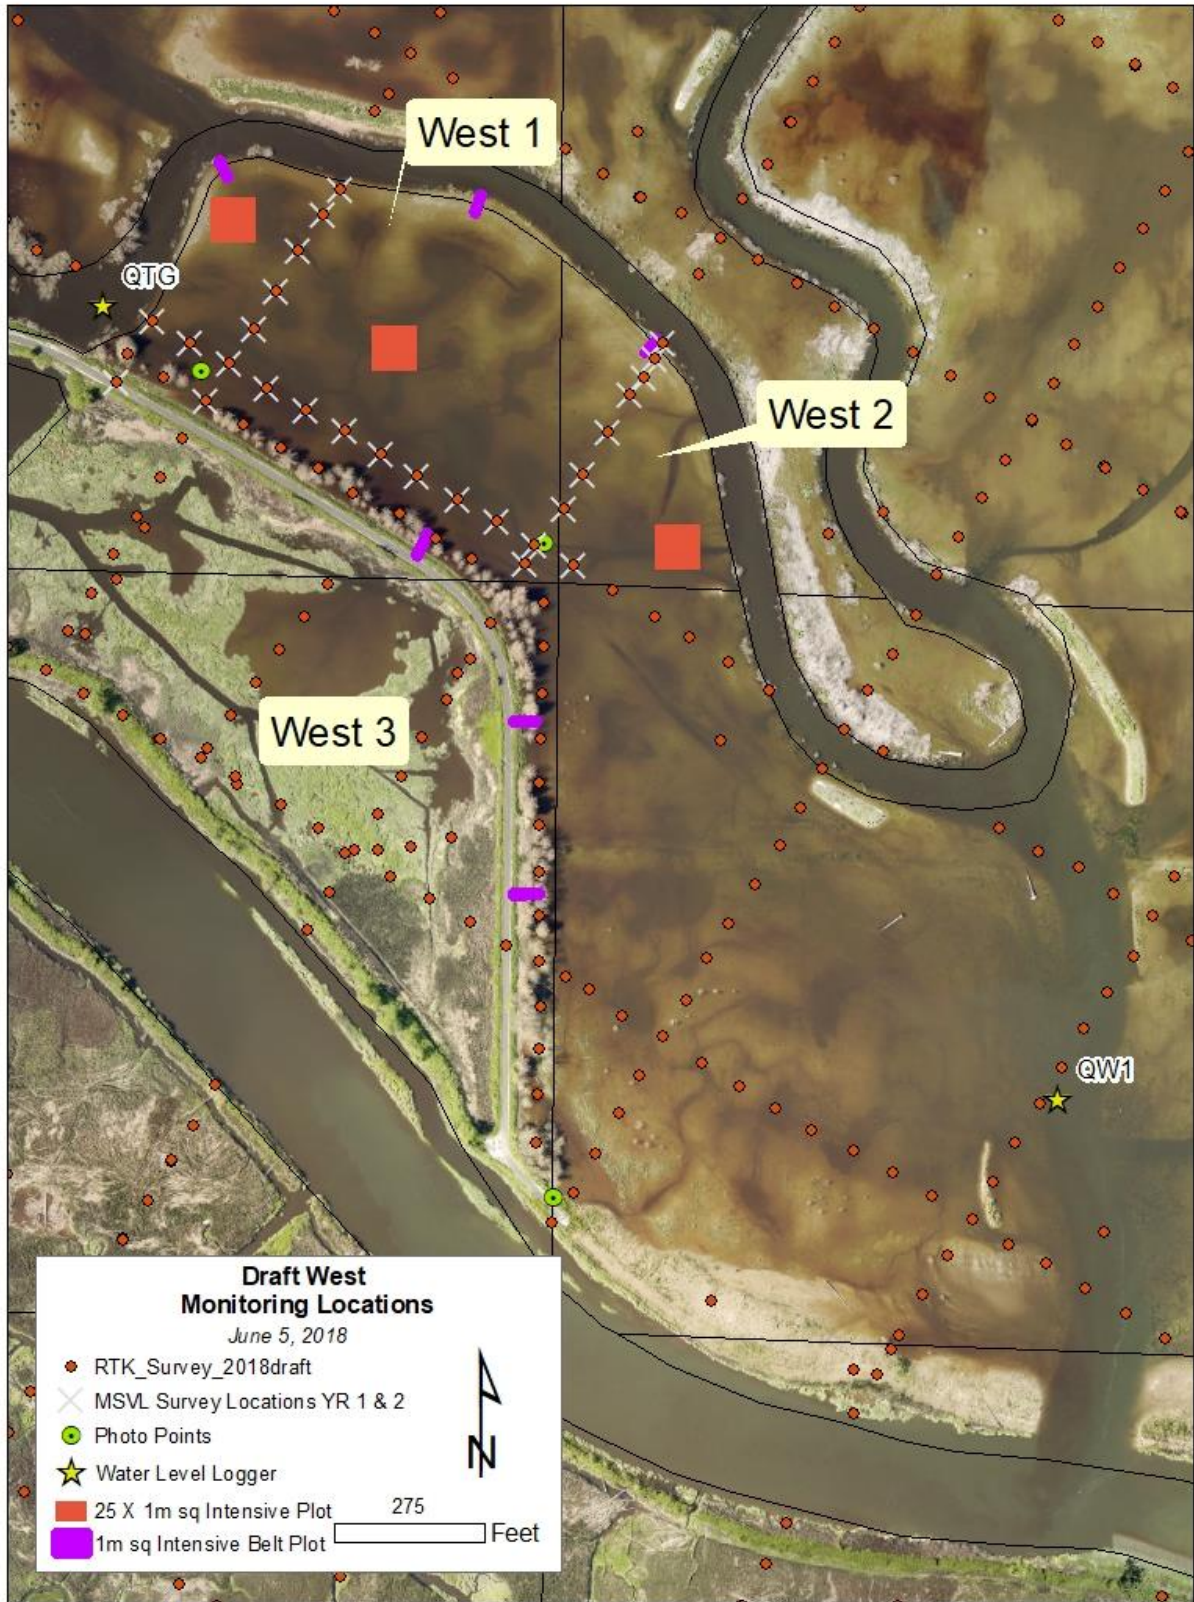 West 1
QTG
West 2
West 3
QW1
Draft West
Monitoring Locations
June 5, 2018
RTK_Survey_2018draft
MSVL Survey Locations YR 1 & 2
Photo Points
Water Level Logger
25 X 1m sq Intensive Plot
1m sq Intensive Belt Plot
N
275
Feet